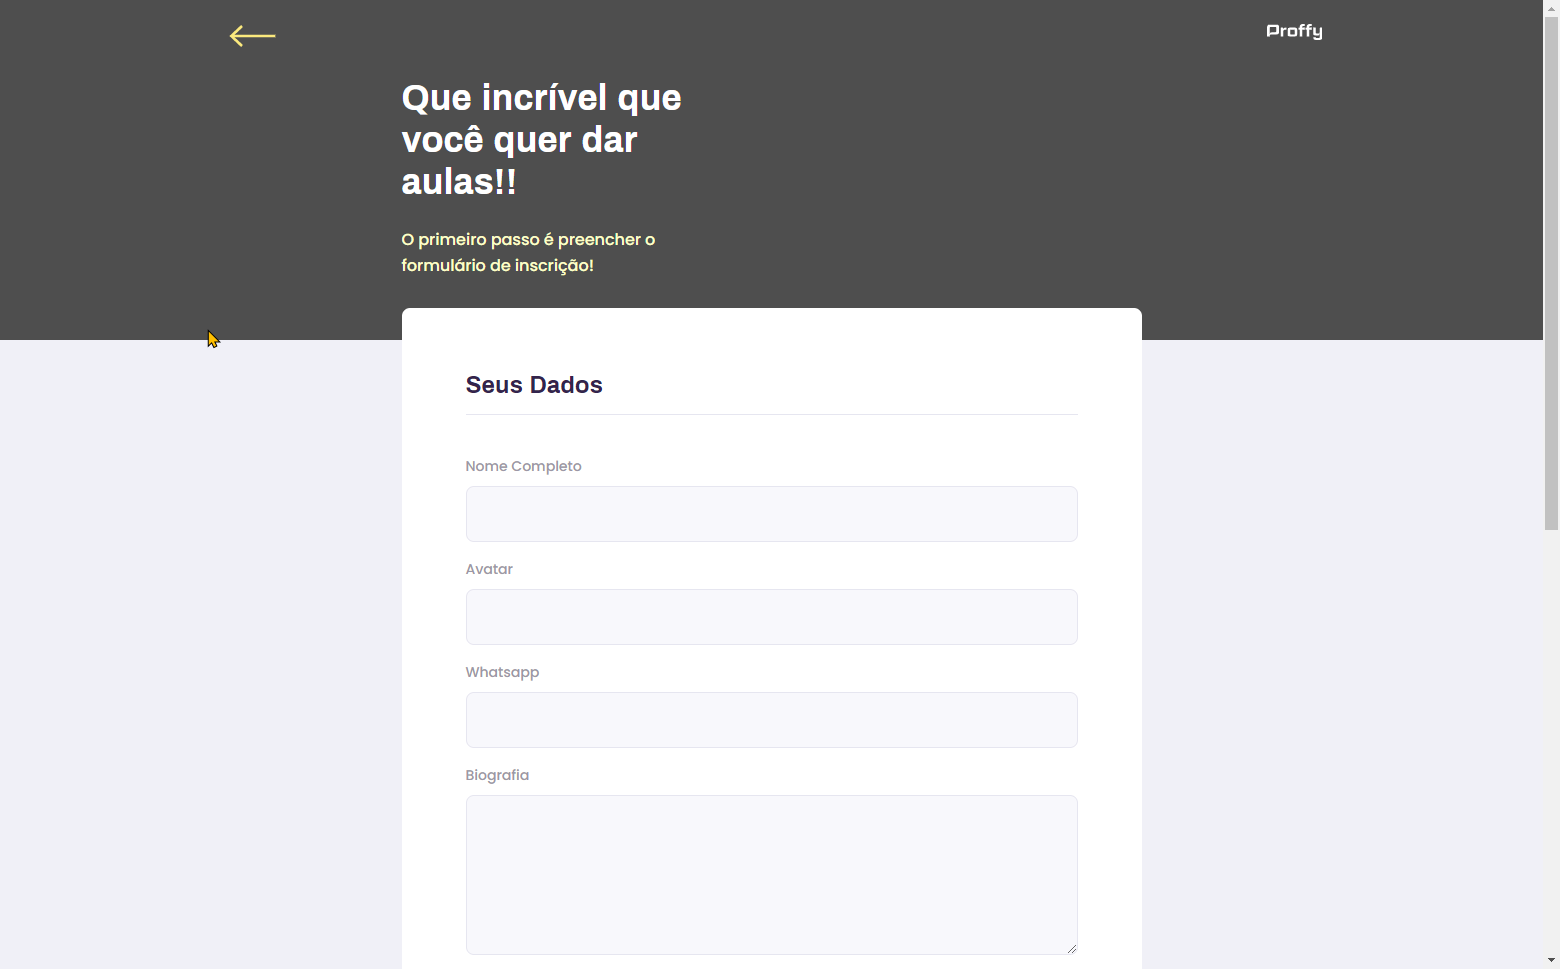 Proffy
Que incrível que
você quer dar
aulas!!
O primeiro passo é preencher o
formulário de inscrição!
Seus Dados
Nome Completo
Avatar
Whatsapp
Biografia